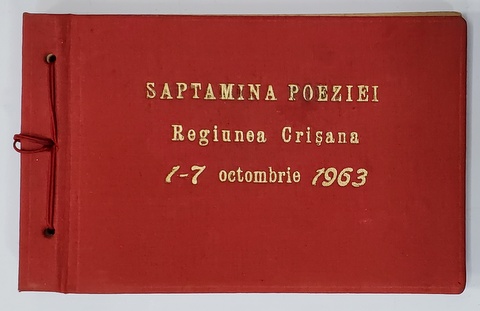 SAPTAMINA POEZIEI
Regiunea Crişana
1-7 octombrie 1963